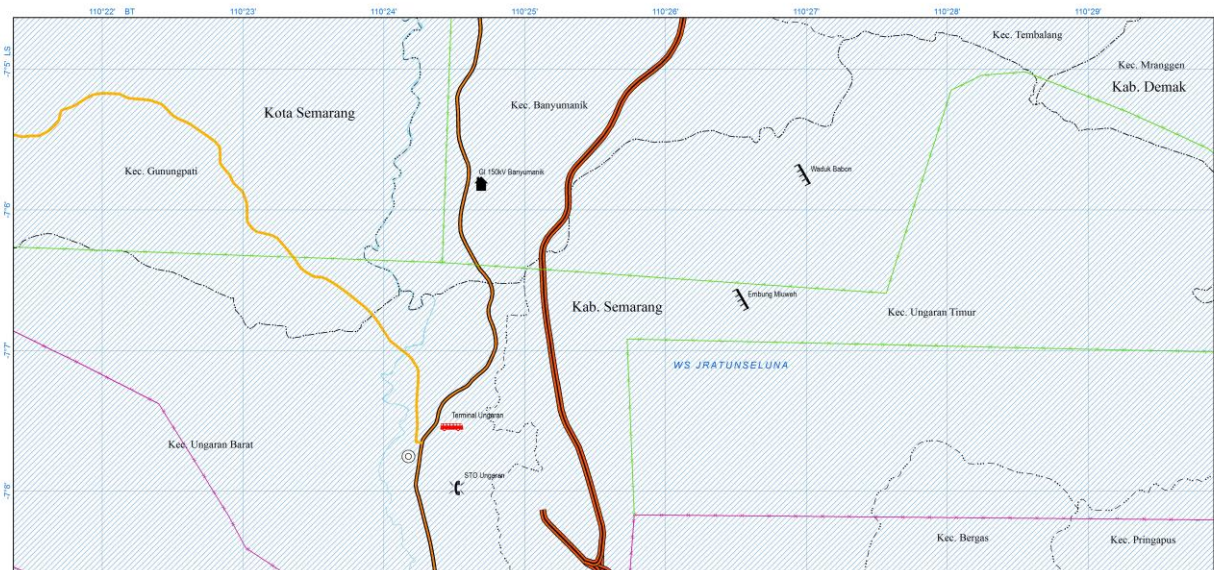 110°22' BT
110°23'
110°24'
110°25'
110°26'
110°27'
110°28'
110°29'
-7°5' LS
-7°6'
-7°7'
-7°8'
Kec. Tembalang
Kec. Mranggen
Kab. Demak
Kec. Banyumanik
Kota Semarang
Kec. Gunungpati
GI 150kV Banyumanik
Waduk Babon
Embung Mluweh
Kab. Semarang
Kec. Ungaran Timur
WS JRATUNSELUNA
Terminal Ungaran
Kec. Ungaran Barat
STO Ungaran
Kec. Bergas
Kec. Pringapus